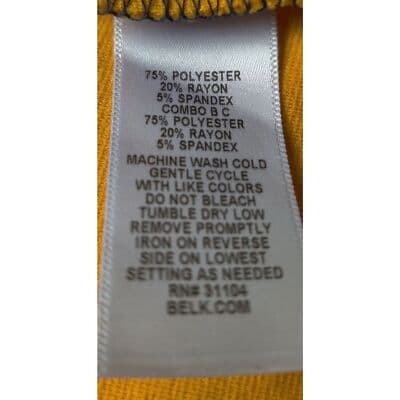 75% POLYESTER
20% RAYON
5% SPANDEX
COMBO B C
75% POLYESTER
20% RAYON
5% SPANDEX
MACHINE WASH COLD
GENTLE CYCLE
WITH LIKE COLORS
DO NOT BLEACH
TUMBLE DRY LOW
REMOVE PROMPTLY
IRON ON REVERSE
SIDE ON LOWEST
SETTING AS NEEDED
RN# 31104
BELK.COM